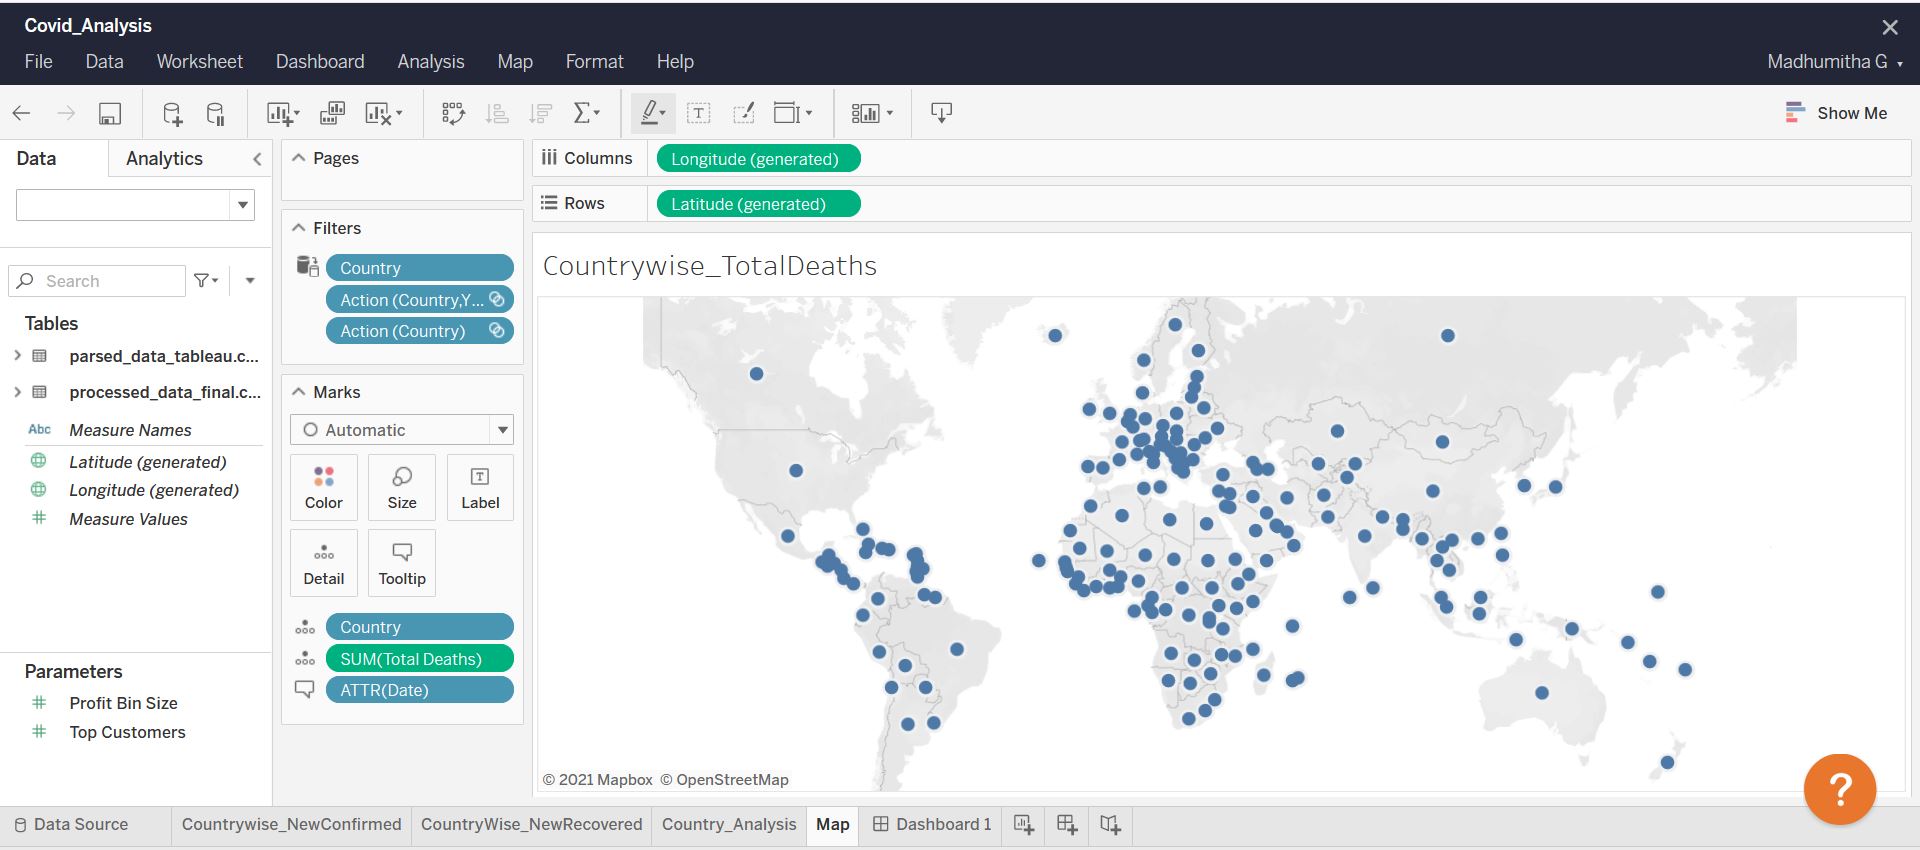 Covid_Analysis
File Data Worksheet Dashboard Analysis Map Format Help
Madhumitha G
Show Me
Data
Analytics
Search
Tables
parsed_data_tableau.c...
processed_data_final.c...
Abc Measure Names
Latitude (generated)
Longitude (generated)
Measure Values
Parameters
Profit Bin Size
Top Customers
Pages
Filters
Country
Action (Country,Y...
Action (Country)
Marks
Automatic
Color
Size
Label
Detail
Tooltip
Country
SUM(Total Deaths)
ATTR(Date)
Columns
Longitude (generated)
Rows
Latitude (generated)
Countrywise_TotalDeaths
© 2021 Mapbox © OpenStreetMap
?
Data Source
Countrywise_NewConfirmed
CountryWise_NewRecovered
Country_Analysis
Map
Dashboard 1